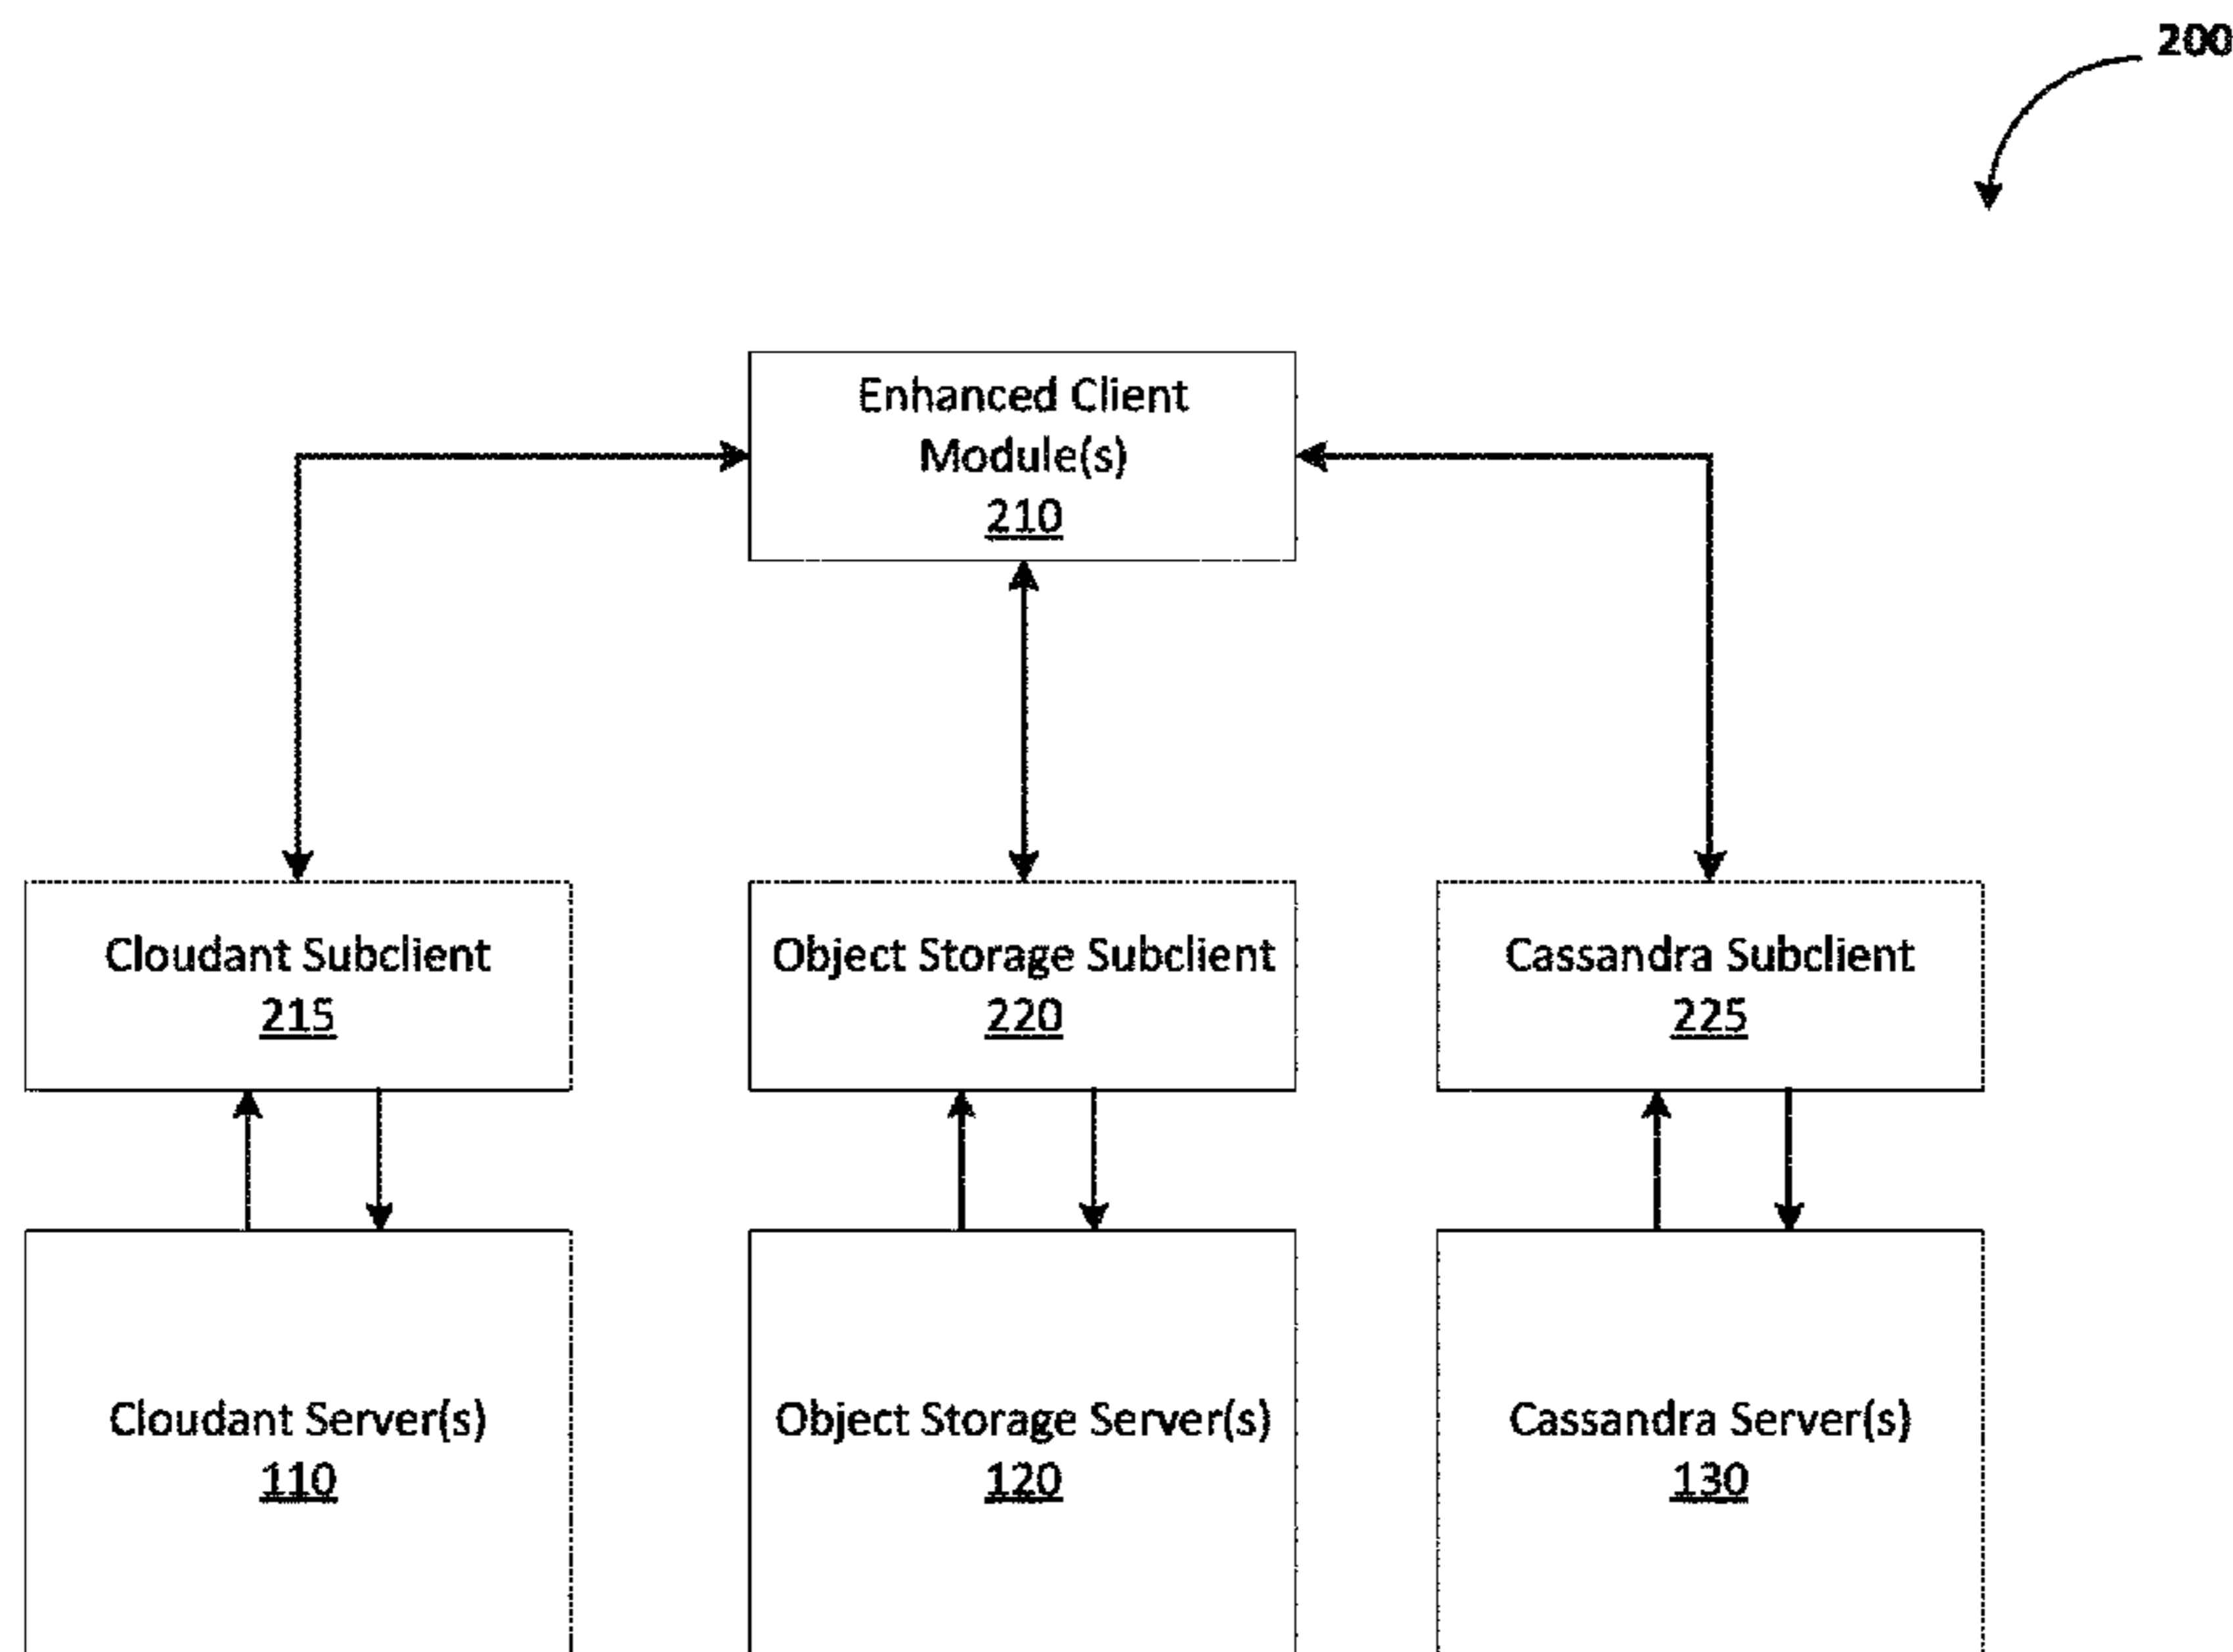 200
Enhanced Client
Module(s)
210
Cloudant Subclient
215
Object Storage Subclient
220
Cassandra Subclient
225
Cloudant Server(s)
110
Object Storage Server(s)
120
Cassandra Server(s)
130